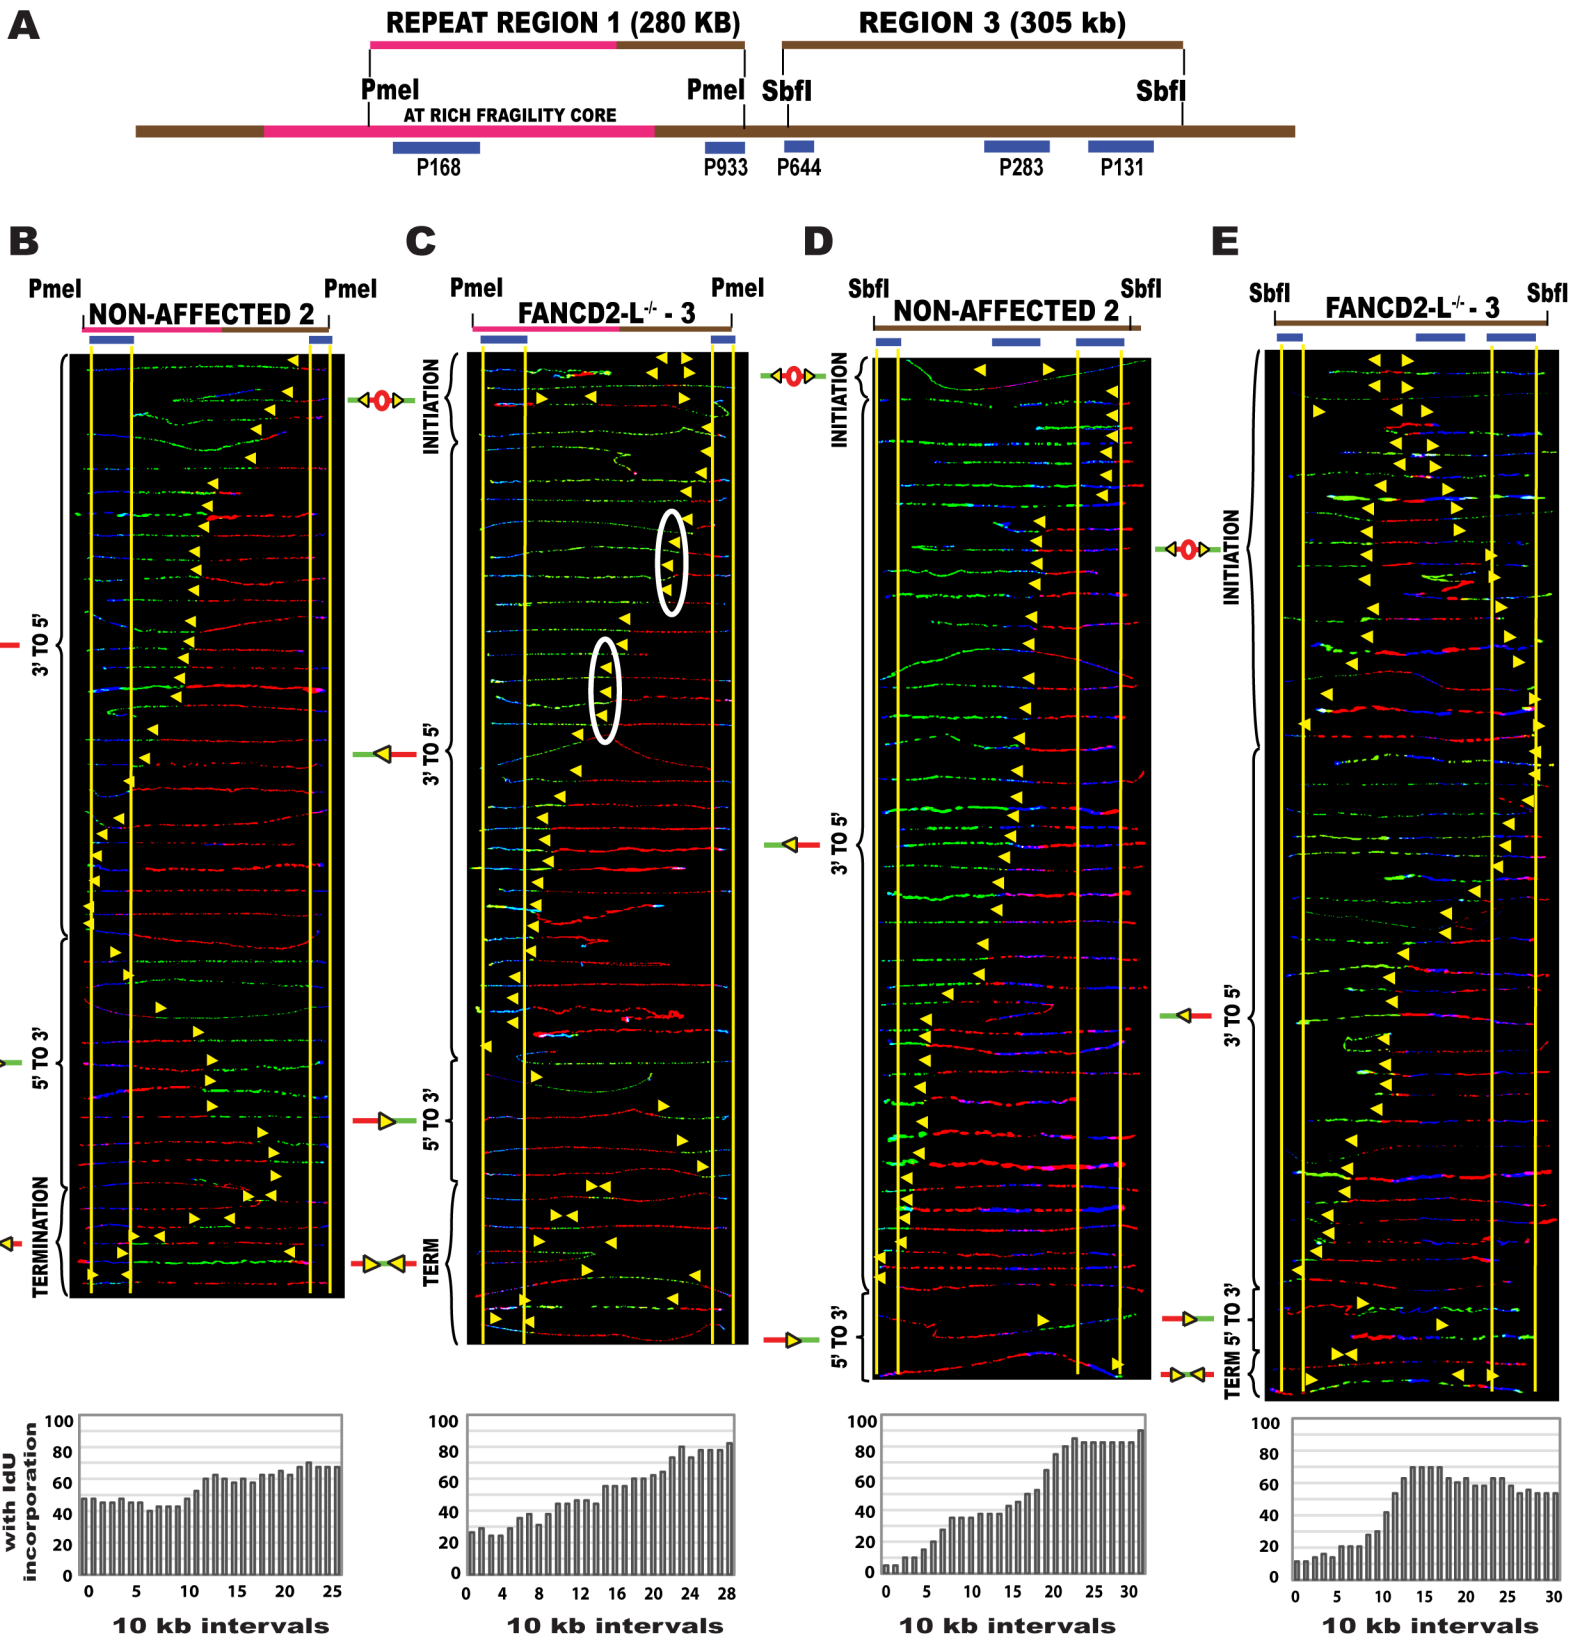 A
REPEAT REGION 1 (280 KB)
REGION 3 (305 kb)
PmeI
PmeI
SbfI
SbfI
AT RICH FRAGILITY CORE
P168
P933
P644
P283
P131
B
C
D
E
PmeI
PmeI
NON-AFFECTED 2
PmeI
PmeI
FANCD2-L-/- - 3
SbfI
SbfI
NON-AFFECTED 2
SbfI
SbfI
FANCD2-L-/- - 3
3' TO 5'
5' TO 3'
TERMINATION
INITIATION
3' TO 5'
5' TO 3'
TERM
INITIATION
3' TO 5'
5' TO 3'
INITIATION
3' TO 5'
5' TO 3'
TERM
with IdU
incorporation
100
80
60
40
20
0
0 5 10 15 20 25
10 kb intervals
100
80
60
40
20
0
0 4 8 12 16 20 24 28
10 kb intervals
100
80
60
40
20
0
0 5 10 15 20 25 30
10 kb intervals
100
80
60
40
20
0
0 5 10 15 20 25 30
10 kb intervals